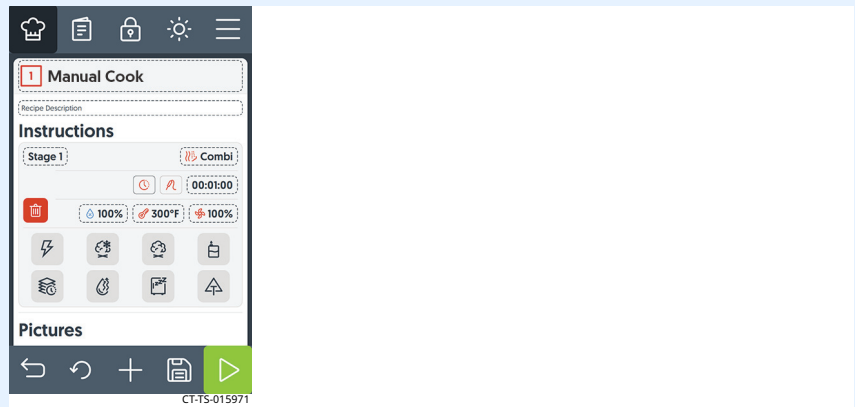 1 Manual Cook
Recipe Description
Instructions
Stage 1 Combi
00:01:00
100% 300°F 100%
Pictures
CT-TS-015971